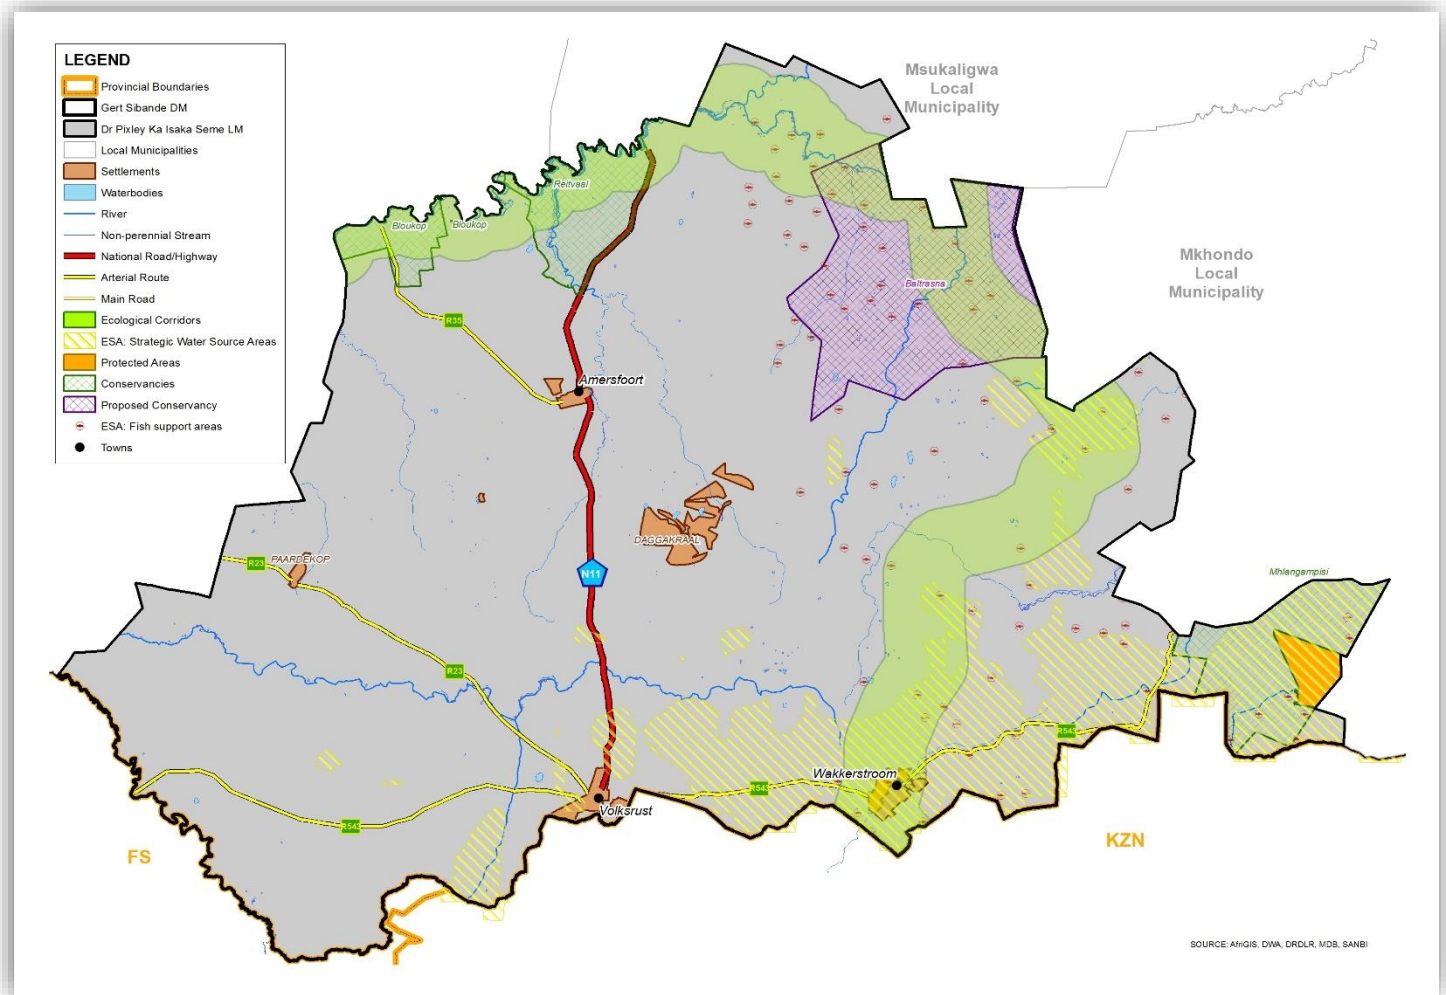 LEGEND
Provincial Boundaries
Gert Sibande DM
Dr Pixley Ka Isaka Seme LM
Local Municipalities
Settlements
Waterbodies
River
Non-perennial Stream
National Road/Highway
Arterial Route
Main Road
Ecological Corridors
ESA: Strategic Water Source Areas
Protected Areas
Conservancies
Proposed Conservancy
ESA: Fish support areas
Towns
Msukaligwa
Local
Municipality
Mkhondo
Local
Municipality
Reitvaal
Bloukop
Bloukop
Baltrasna
R35
Amersfoort
DAGGAKRAAL
PAARDEKOP
R23
N11
Mhlangampisi
R23
R543
Wakkerstroom
R543
Volksrust
R543
FS
KZN
SOURCE: AfriGIS, DWA, DRDLR, MDB, SANBI